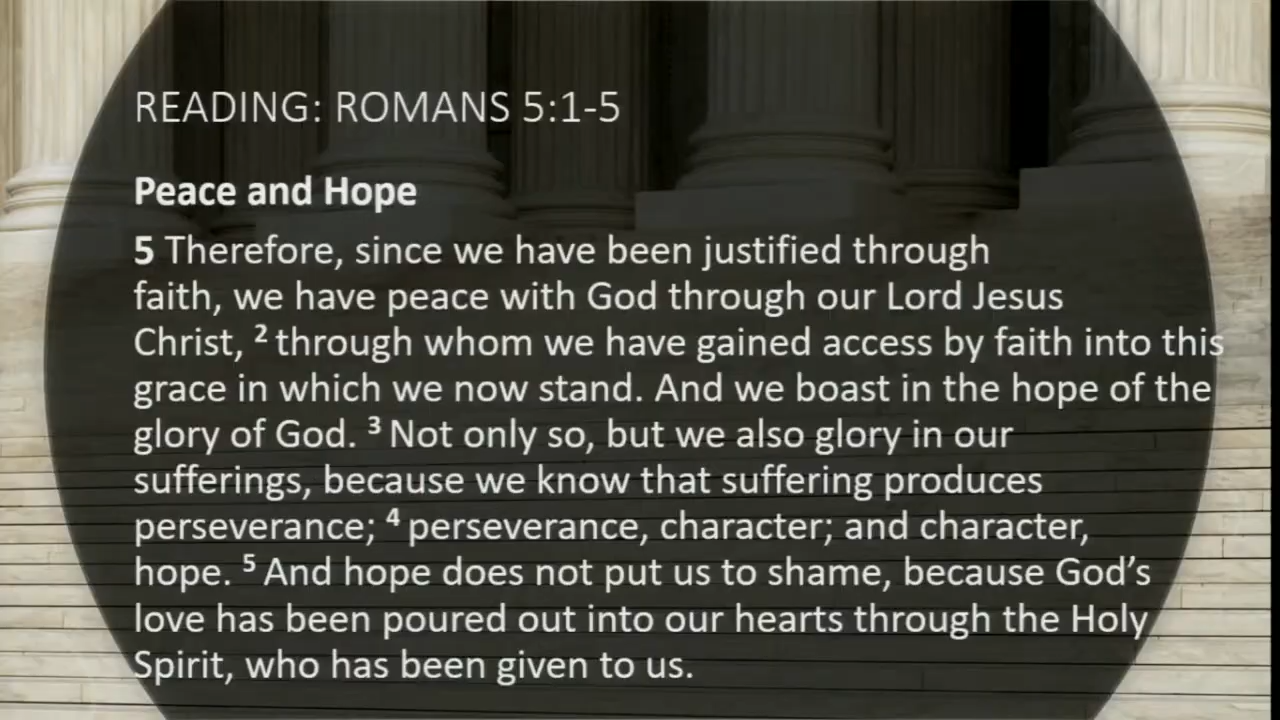 READING: ROMANS 5:1-5
Peace and Hope
5 Therefore, since we have been justified through
faith, we have peace with God through our Lord Jesus
Christ, 2 through whom we have gained access by faith into this
grace in which we now stand. And we boast in the hope of the
glory of God. 3 Not only so, but we also glory in our
sufferings, because we know that suffering produces
perseverance; 4 perseverance, character; and character,
hope. 5 And hope does not put us to shame, because God’s
love has been poured out into our hearts through the Holy
Spirit, who has been given to us.